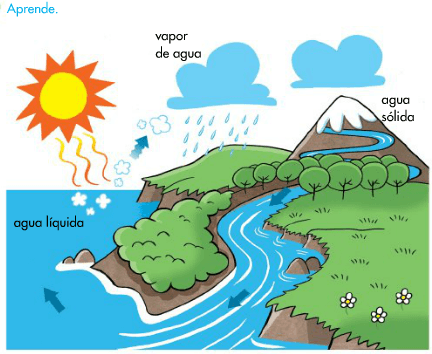 Aprende.
vapor
de agua
agua
sólida
agua líquida